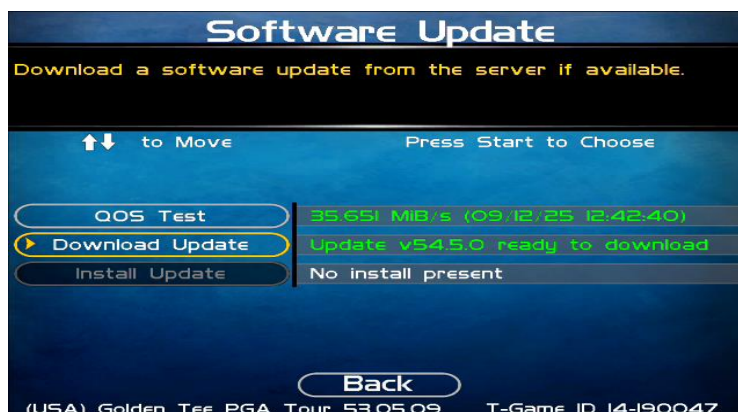 Software Update
Download a software update from the server if available.
to Move Press Start to Choose
QOS Test 35.651 MiB/s (09/12/25 12:42:40)
Download Update Update v54.5.0 ready to download
Install Update No install present
Back
(USA) Golden Tee PGA Tour 53.05.09 T-Game ID 14-190047